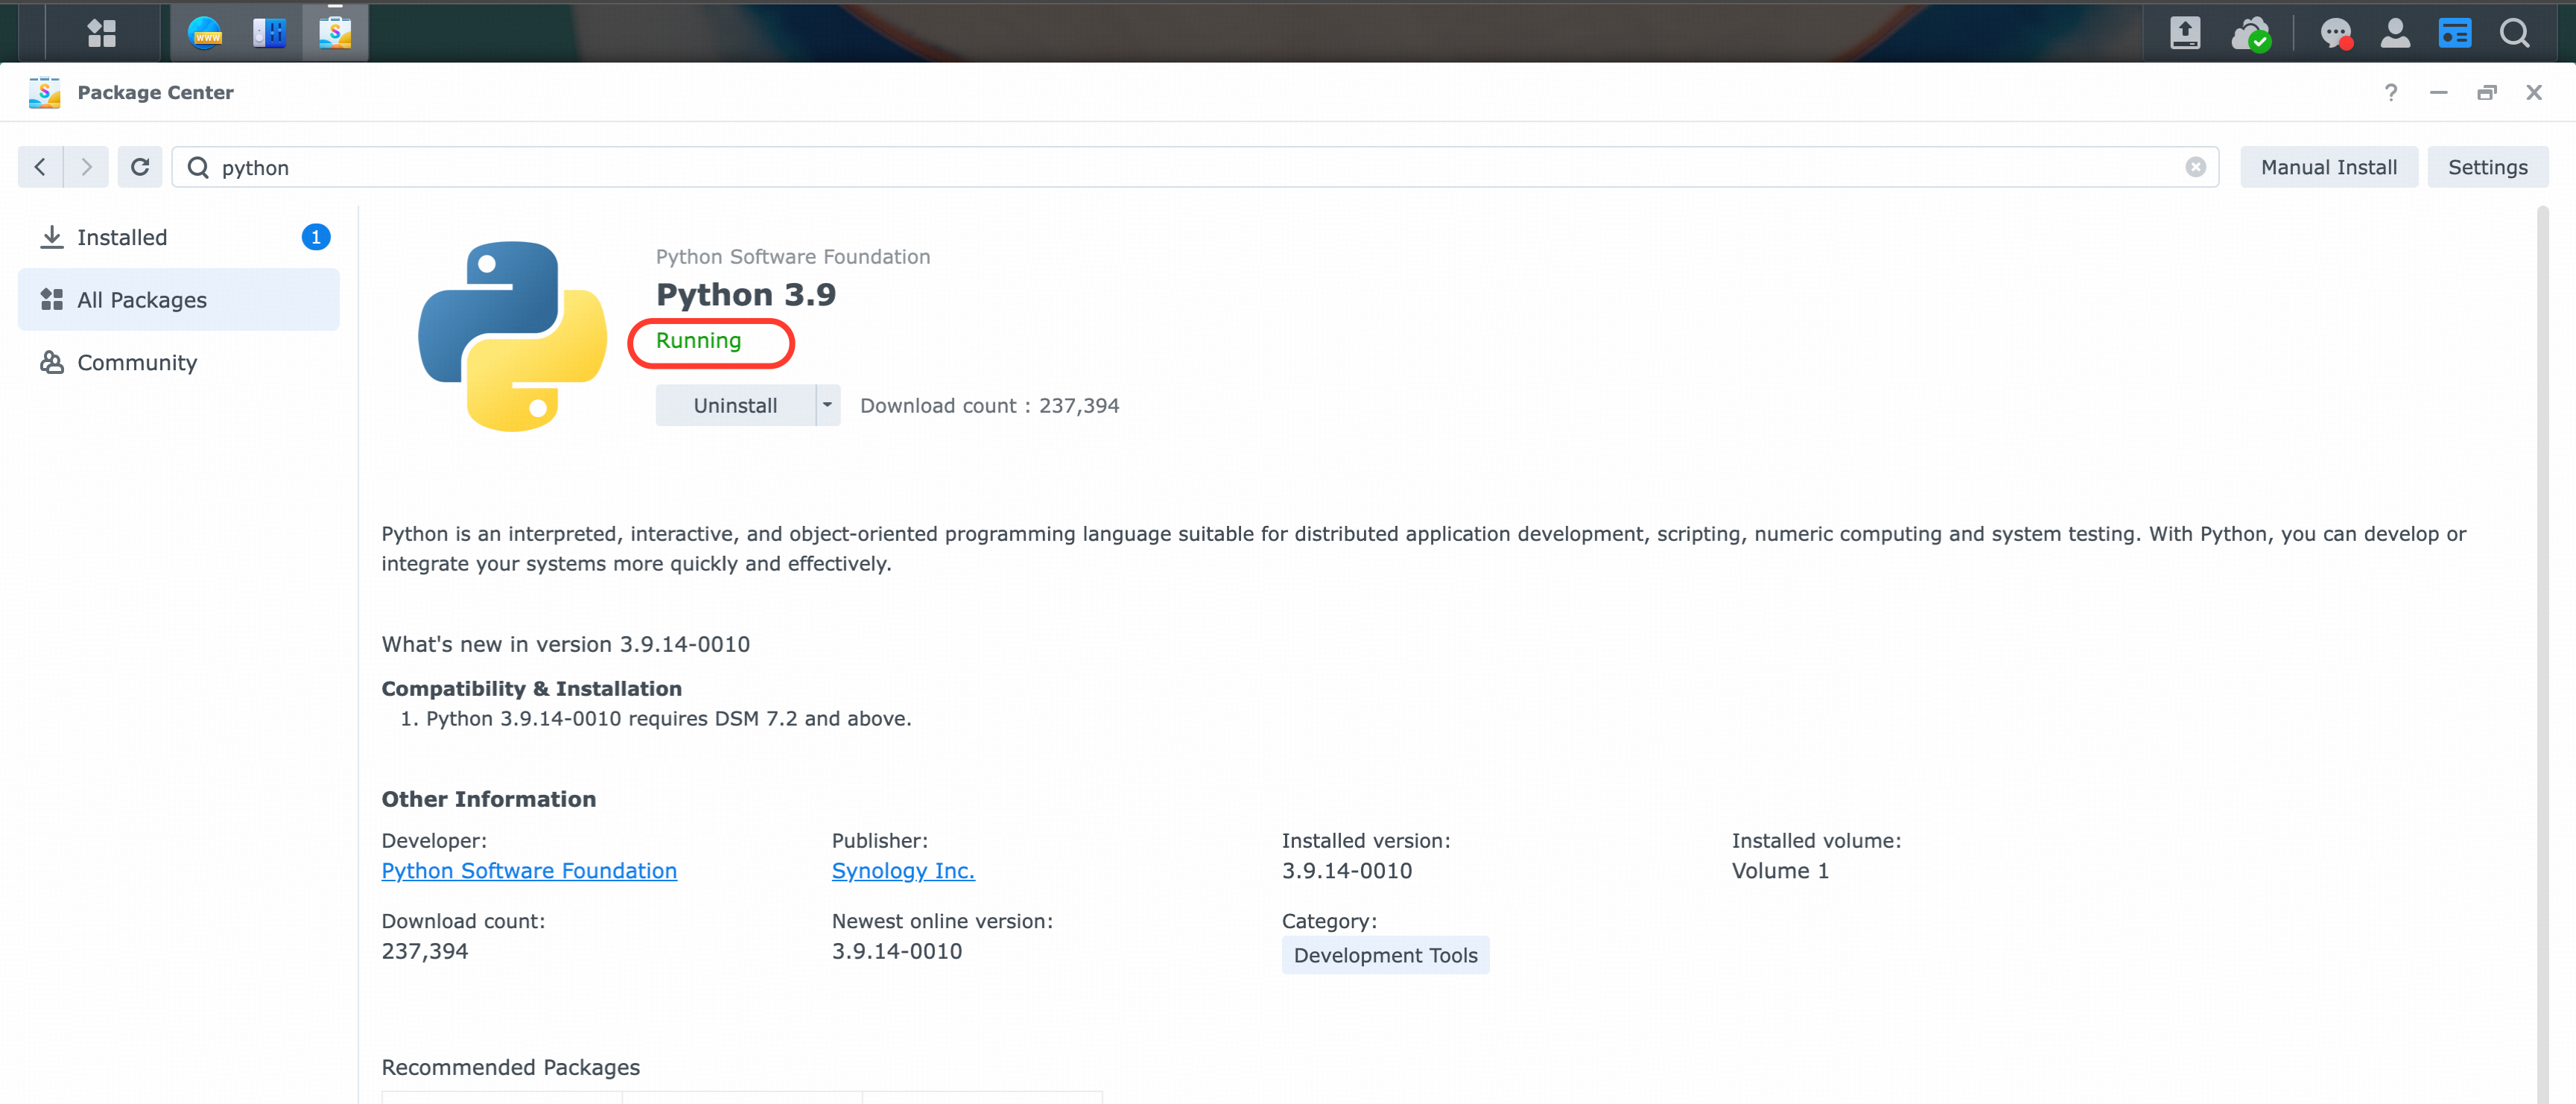 www
S
Package Center
?
python
Manual Install
Settings
Installed
1
All Packages
Community
Python Software Foundation
Python 3.9
Running
Uninstall
Download count : 237,394
Python is an interpreted, interactive, and object-oriented programming language suitable for distributed application development, scripting, numeric computing and system testing. With Python, you can develop or
integrate your systems more quickly and effectively.
What's new in version 3.9.14-0010
Compatibility & Installation
1. Python 3.9.14-0010 requires DSM 7.2 and above.
Other Information
Developer:
Python Software Foundation
Publisher:
Synology Inc.
Installed version:
3.9.14-0010
Installed volume:
Volume 1
Download count:
237,394
Newest online version:
3.9.14-0010
Category:
Development Tools
Recommended Packages